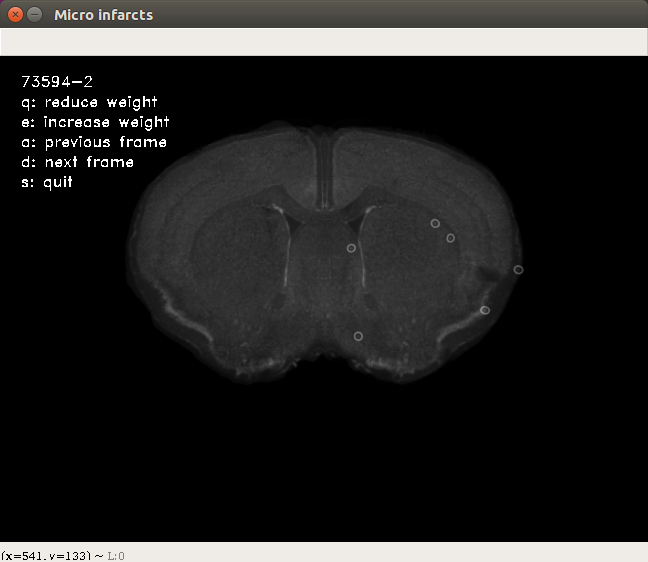 Micro infarcts
73594-2
q: reduce weight
e: increase weight
a: previous frame
d: next frame
s: quit
(x=541, y=133) ~ L:0